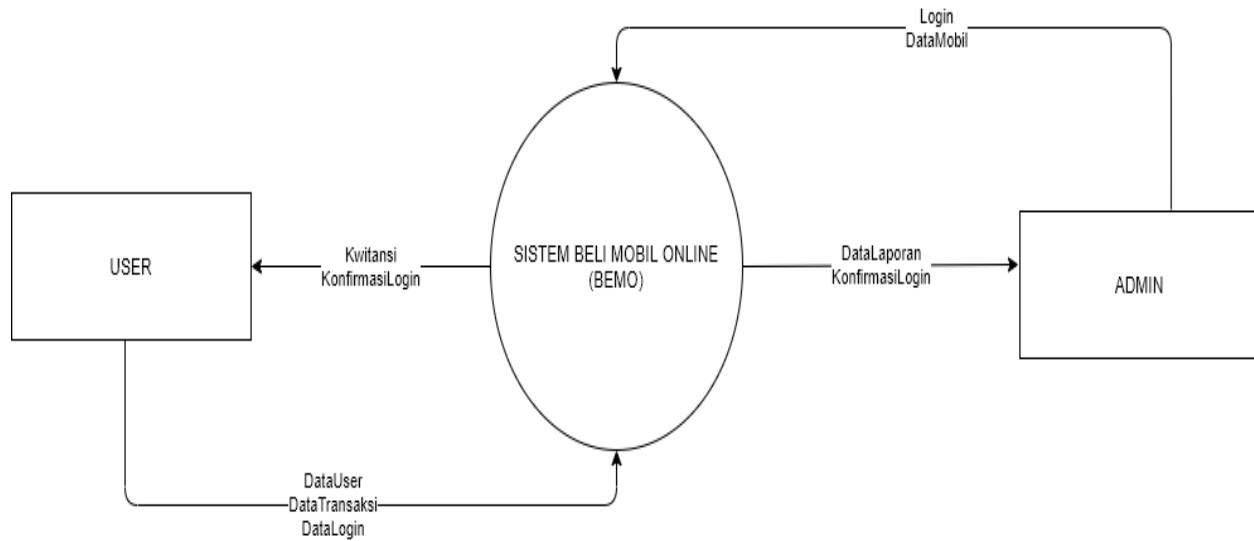 Login
DataMobil
USER
Kwitansi
KonfirmasiLogin
SISTEM BELI MOBIL ONLINE
(BEMO)
DataLaporan
KonfirmasiLogin
ADMIN
DataUser
DataTransaksi
DataLogin